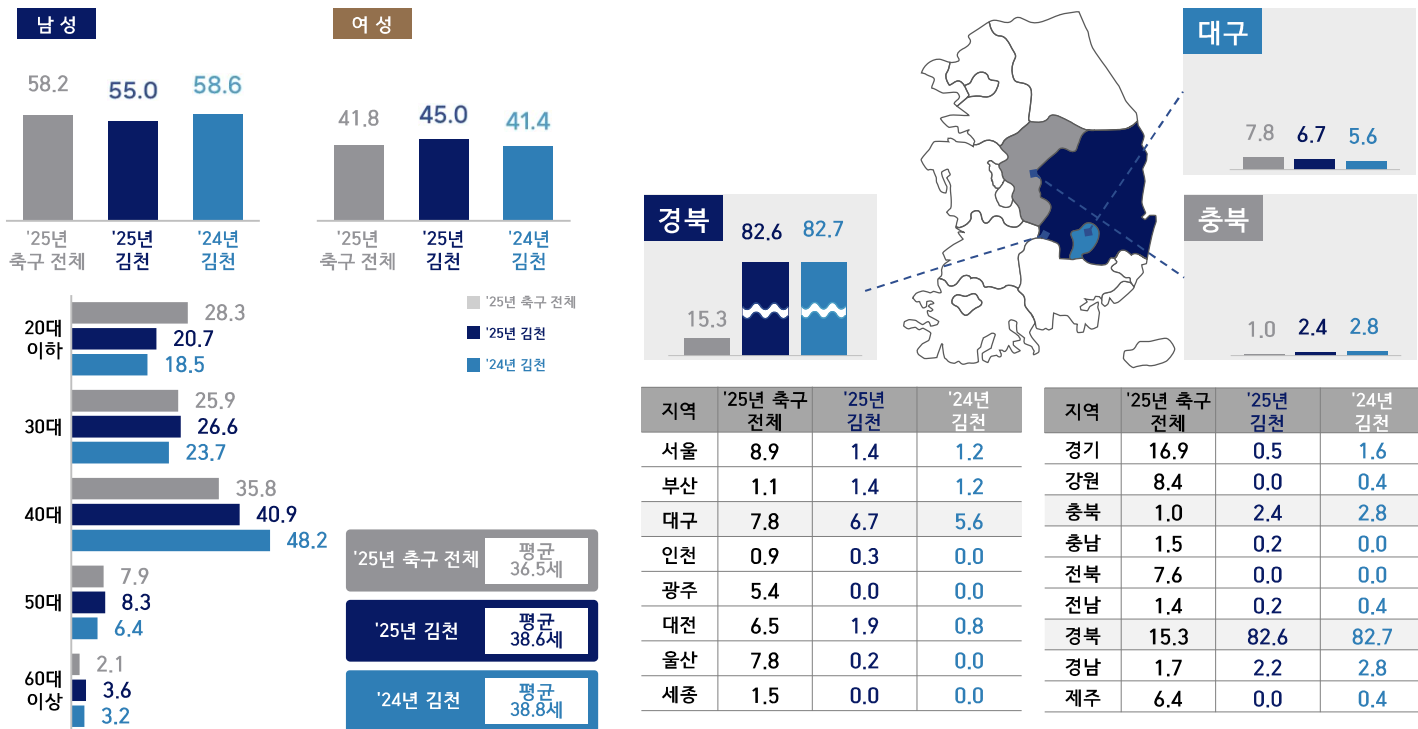 남 성
58.2
55.0
58.6
'25년
축구 전체
'25년
김천
'24년
김천
여 성
41.8
45.0
41.4
'25년
축구 전체
'25년
김천
'24년
김천
'25년 축구 전체
'25년 김천
'24년 김천
20대
이하
28.3
20.7
18.5
30대
25.9
26.6
23.7
40대
35.8
40.9
48.2
50대
7.9
8.3
6.4
60대
이상
2.1
3.6
3.2
'25년 축구 전체
평균
36.5세
'25년 김천
평균
38.6세
'24년 김천
평균
38.8세
경북
15.3
82.6
82.7
대구
7.8
6.7
5.6
충북
1.0
2.4
2.8
지역 '25년 축구 전체 '25년 김천 '24년 김천
서울 8.9 1.4 1.2
부산 1.1 1.4 1.2
대구 7.8 6.7 5.6
인천 0.9 0.3 0.0
광주 5.4 0.0 0.0
대전 6.5 1.9 0.8
울산 7.8 0.2 0.0
세종 1.5 0.0 0.0
지역 '25년 축구 전체 '25년 김천 '24년 김천
경기 16.9 0.5 1.6
강원 8.4 0.0 0.4
충북 1.0 2.4 2.8
충남 1.5 0.2 0.0
전북 7.6 0.0 0.0
전남 1.4 0.2 0.4
경북 15.3 82.6 82.7
경남 1.7 2.2 2.8
제주 6.4 0.0 0.4